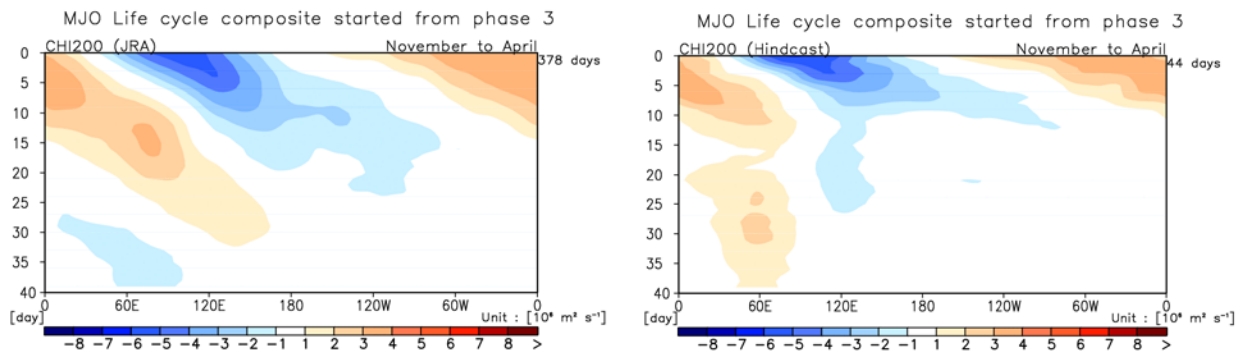 MJO Life cycle composite started from phase 3
CHI200 (JRA) November to April
378 days
0
5
10
15
20
25
30
35
40
0 60E 120E 180 120W 60W 0
[day] Unit : [10⁶ m² s⁻¹]
-8 -7 -6 -5 -4 -3 -2 -1 1 2 3 4 5 6 7 8 >
MJO Life cycle composite started from phase 3
CHI200 (Hindcast) November to April
44 days
0
5
10
15
20
25
30
35
40
0 60E 120E 180 120W 60W 0
[day] Unit : [10⁶ m² s⁻¹]
-8 -7 -6 -5 -4 -3 -2 -1 1 2 3 4 5 6 7 8 >